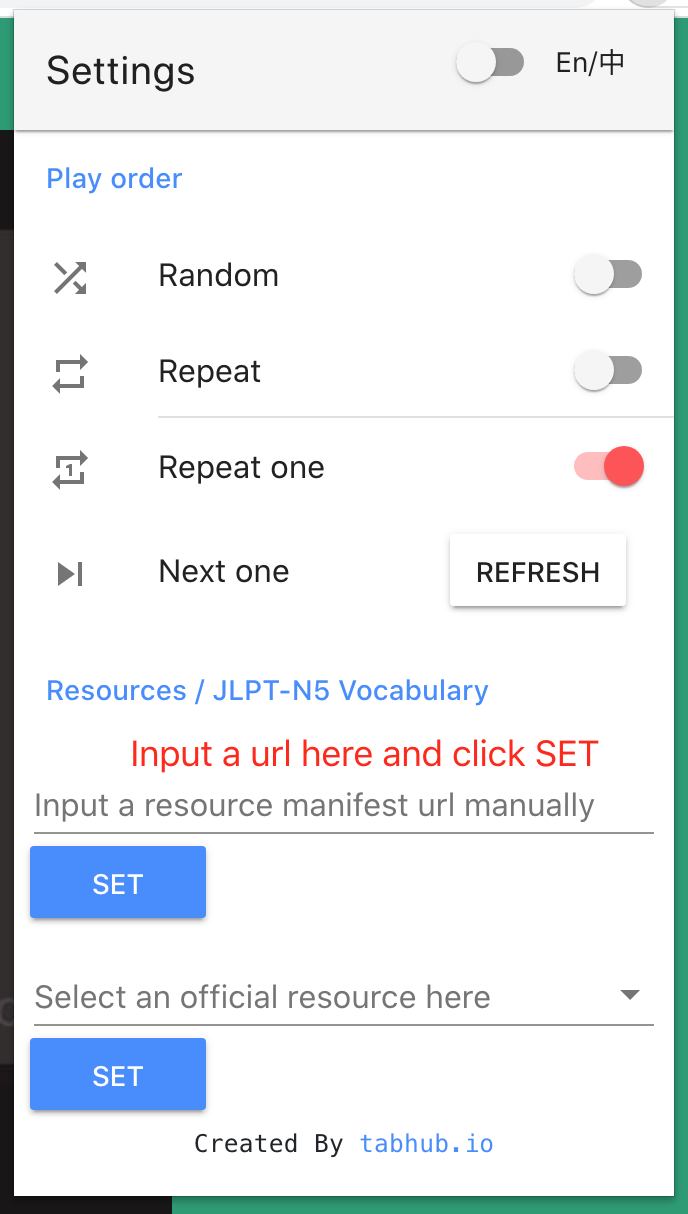 Settings
En/中
Play order
Random
Repeat
1
Repeat one
Next one
REFRESH
Resources / JLPT-N5 Vocabulary
Input a url here and click SET
Input a resource manifest url manually
SET
Select an official resource here
SET
Created By tabhub.io